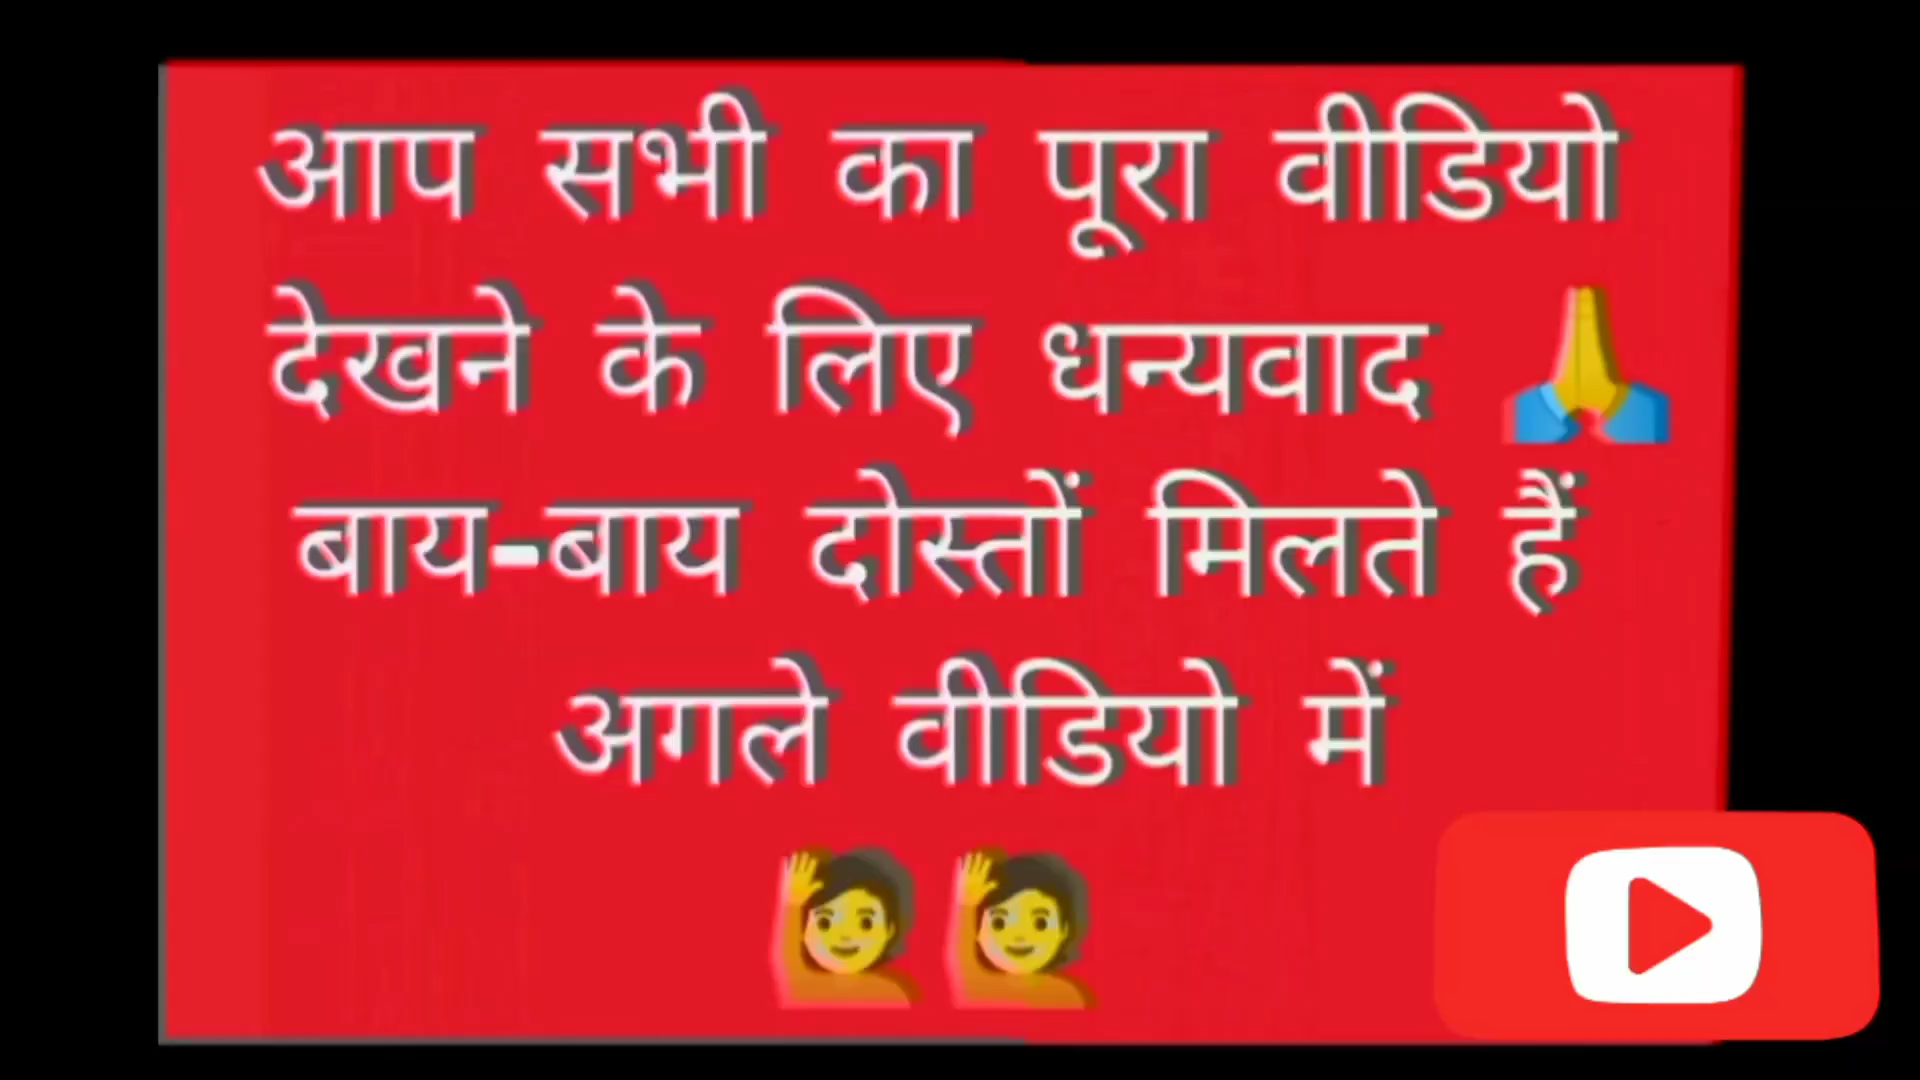 आप सभी का पूरा वीडियो
देखने के लिए धन्यवाद 🙏
बाय-बाय दोस्तों मिलते हैं
अगले वीडियो में
🙋🙋